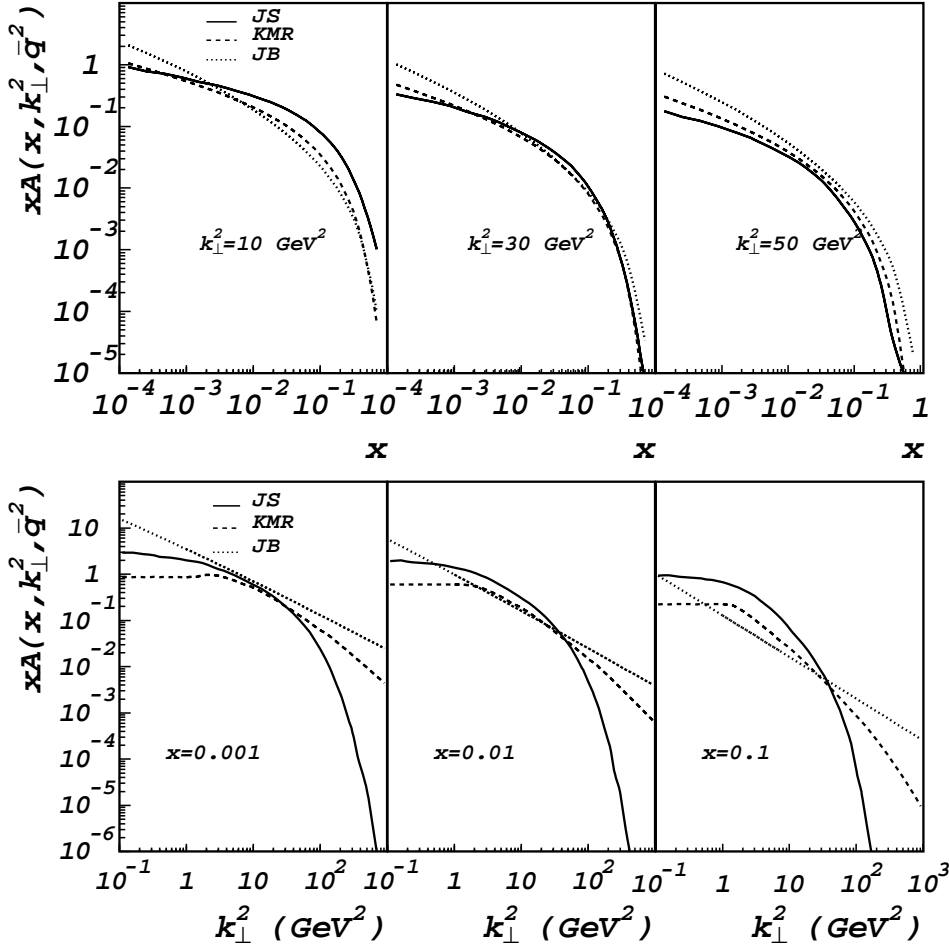 JS
KMR
JB
xA(x,k⊥²,q̄²)
1
10⁻¹
10⁻²
10⁻³
10⁻⁴
10⁻⁵
k⊥²=10 GeV²
k⊥²=30 GeV²
k⊥²=50 GeV²
10⁻⁴ 10⁻³ 10⁻² 10⁻¹ 10⁻⁴ 10⁻³ 10⁻² 10⁻¹ 10⁻⁴ 10⁻³ 10⁻² 10⁻¹ 1
x x x
JS
KMR
JB
xA(x,k⊥²,q̄²)
10
1
10⁻¹
10⁻²
10⁻³
10⁻⁴
10⁻⁵
10⁻⁶
x=0.001
x=0.01
x=0.1
10⁻¹ 1 10 10² 10⁻¹ 1 10 10² 10⁻¹ 1 10 10² 10³
k⊥² (GeV²) k⊥² (GeV²) k⊥² (GeV²)